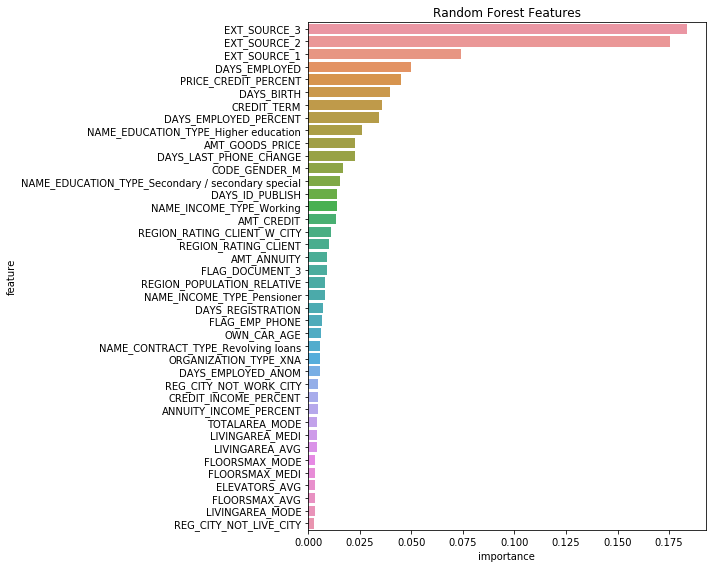 Random Forest Features
EXT_SOURCE_3
EXT_SOURCE_2
EXT_SOURCE_1
DAYS_EMPLOYED
PRICE_CREDIT_PERCENT
DAYS_BIRTH
CREDIT_TERM
DAYS_EMPLOYED_PERCENT
NAME_EDUCATION_TYPE_Higher education
AMT_GOODS_PRICE
DAYS_LAST_PHONE_CHANGE
CODE_GENDER_M
NAME_EDUCATION_TYPE_Secondary / secondary special
DAYS_ID_PUBLISH
NAME_INCOME_TYPE_Working
AMT_CREDIT
REGION_RATING_CLIENT_W_CITY
REGION_RATING_CLIENT
AMT_ANNUITY
FLAG_DOCUMENT_3
REGION_POPULATION_RELATIVE
NAME_INCOME_TYPE_Pensioner
DAYS_REGISTRATION
FLAG_EMP_PHONE
OWN_CAR_AGE
NAME_CONTRACT_TYPE_Revolving loans
ORGANIZATION_TYPE_XNA
DAYS_EMPLOYED_ANOM
REG_CITY_NOT_WORK_CITY
CREDIT_INCOME_PERCENT
ANNUITY_INCOME_PERCENT
TOTALAREA_MODE
LIVINGAREA_MEDI
LIVINGAREA_AVG
FLOORSMAX_MODE
FLOORSMAX_MEDI
ELEVATORS_AVG
FLOORSMAX_AVG
LIVINGAREA_MODE
REG_CITY_NOT_LIVE_CITY
feature
0.000 0.025 0.050 0.075 0.100 0.125 0.150 0.175
importance